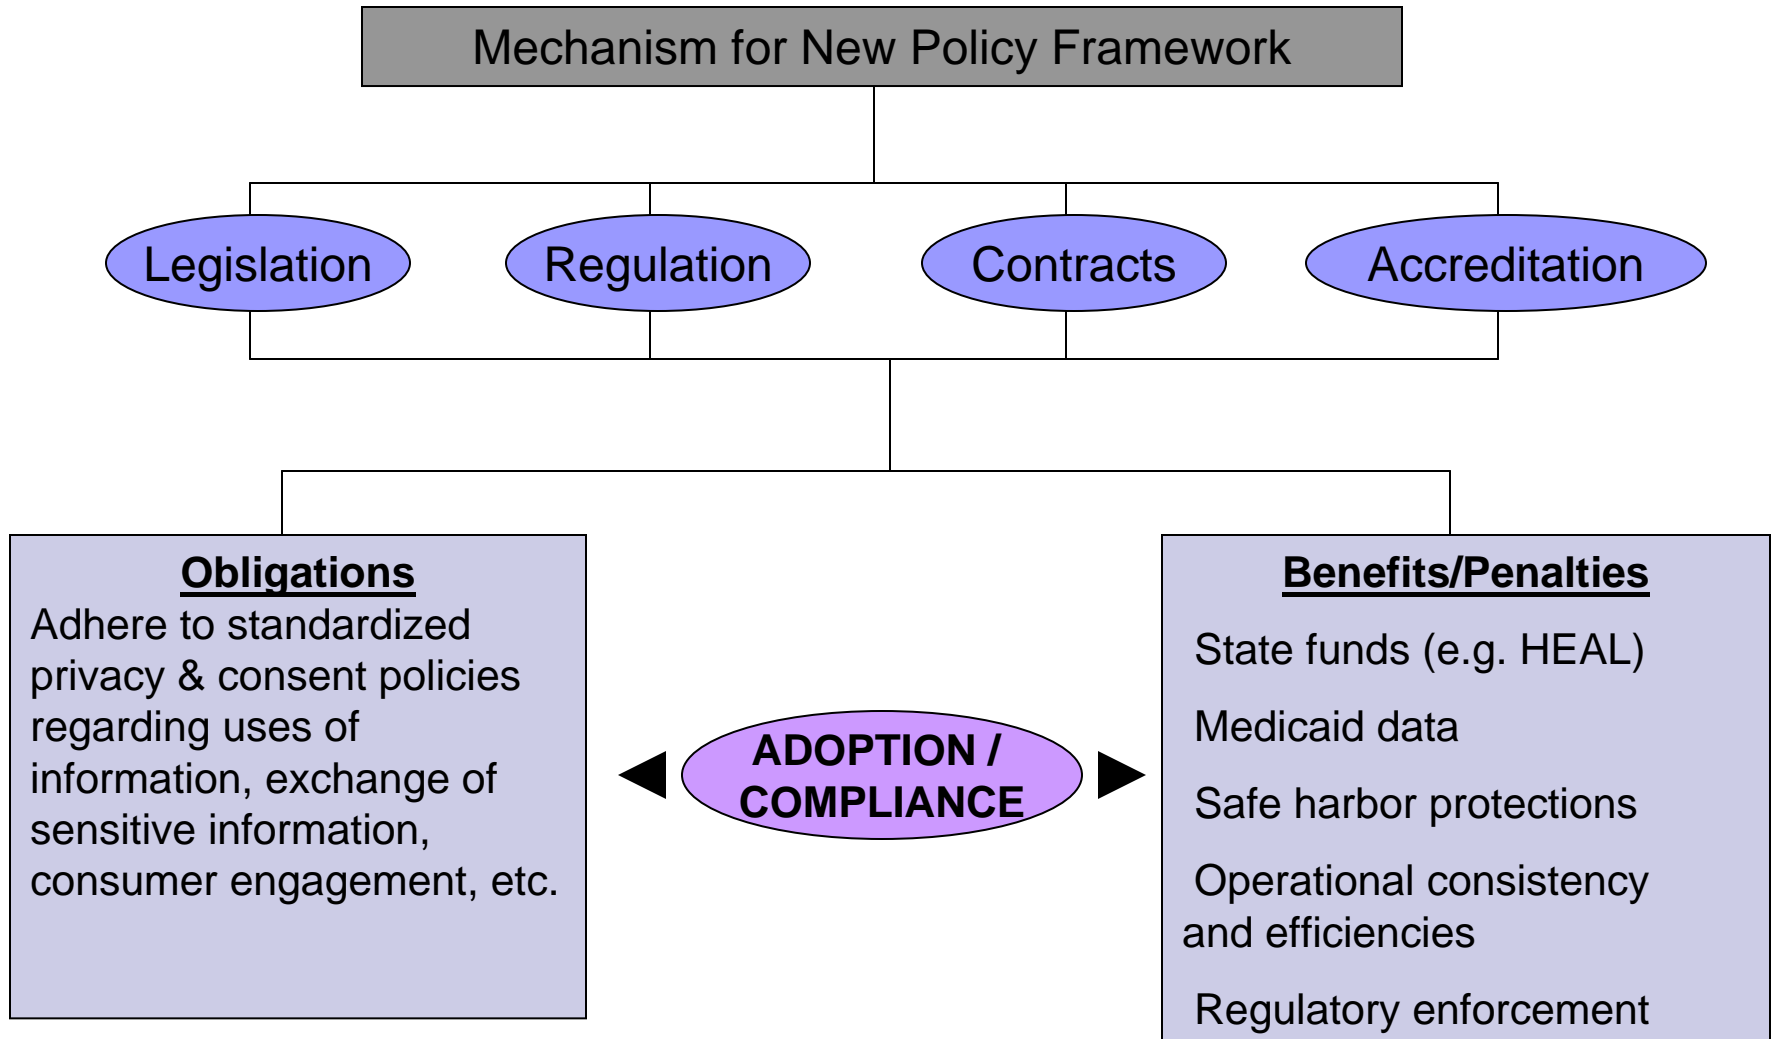 Mechanism for New Policy Framework
Legislation
Regulation
Contracts
Accreditation
Obligations
Adhere to standardized
privacy & consent policies
regarding uses of
information, exchange of
sensitive information,
consumer engagement, etc.
ADOPTION /
COMPLIANCE
Benefits/Penalties
State funds (e.g. HEAL)
Medicaid data
Safe harbor protections
Operational consistency
and efficiencies
Regulatory enforcement